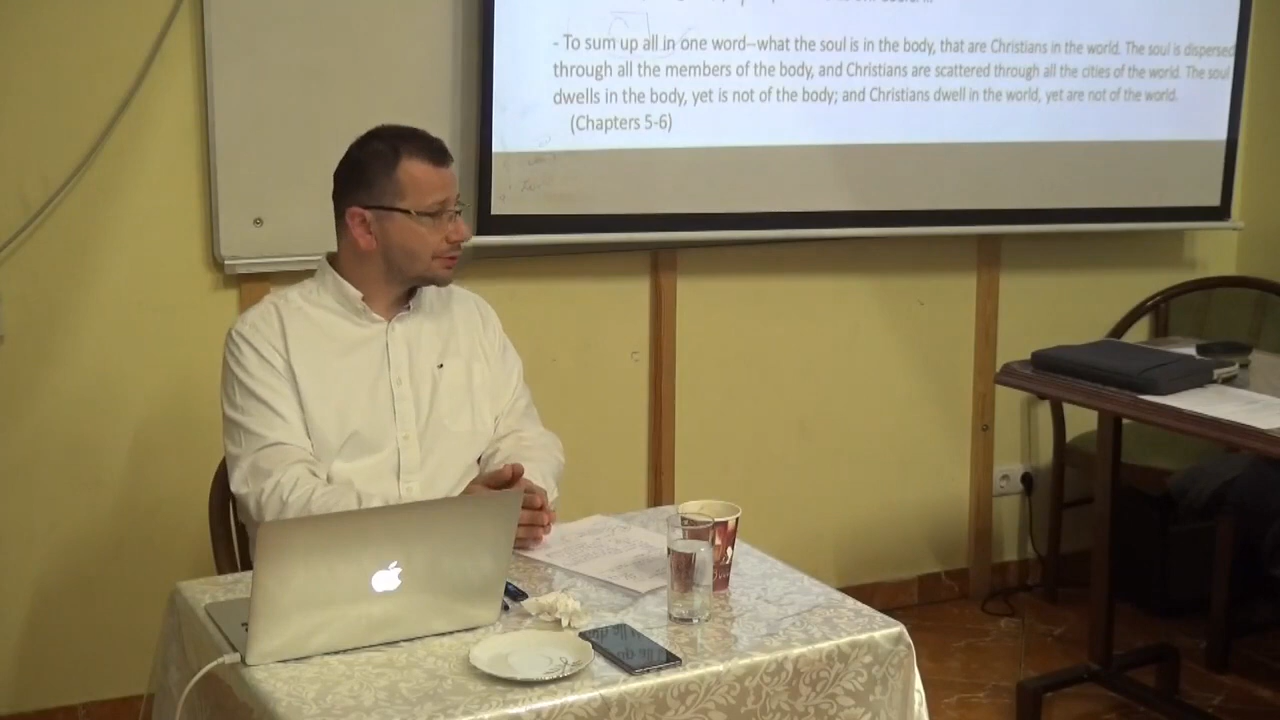 - To sum up all in one word--what the soul is in the body, that are Christians in the world. The soul is dispersed
through all the members of the body, and Christians are scattered through all the cities of the world. The soul
dwells in the body, yet is not of the body; and Christians dwell in the world, yet are not of the world.
(Chapters 5-6)